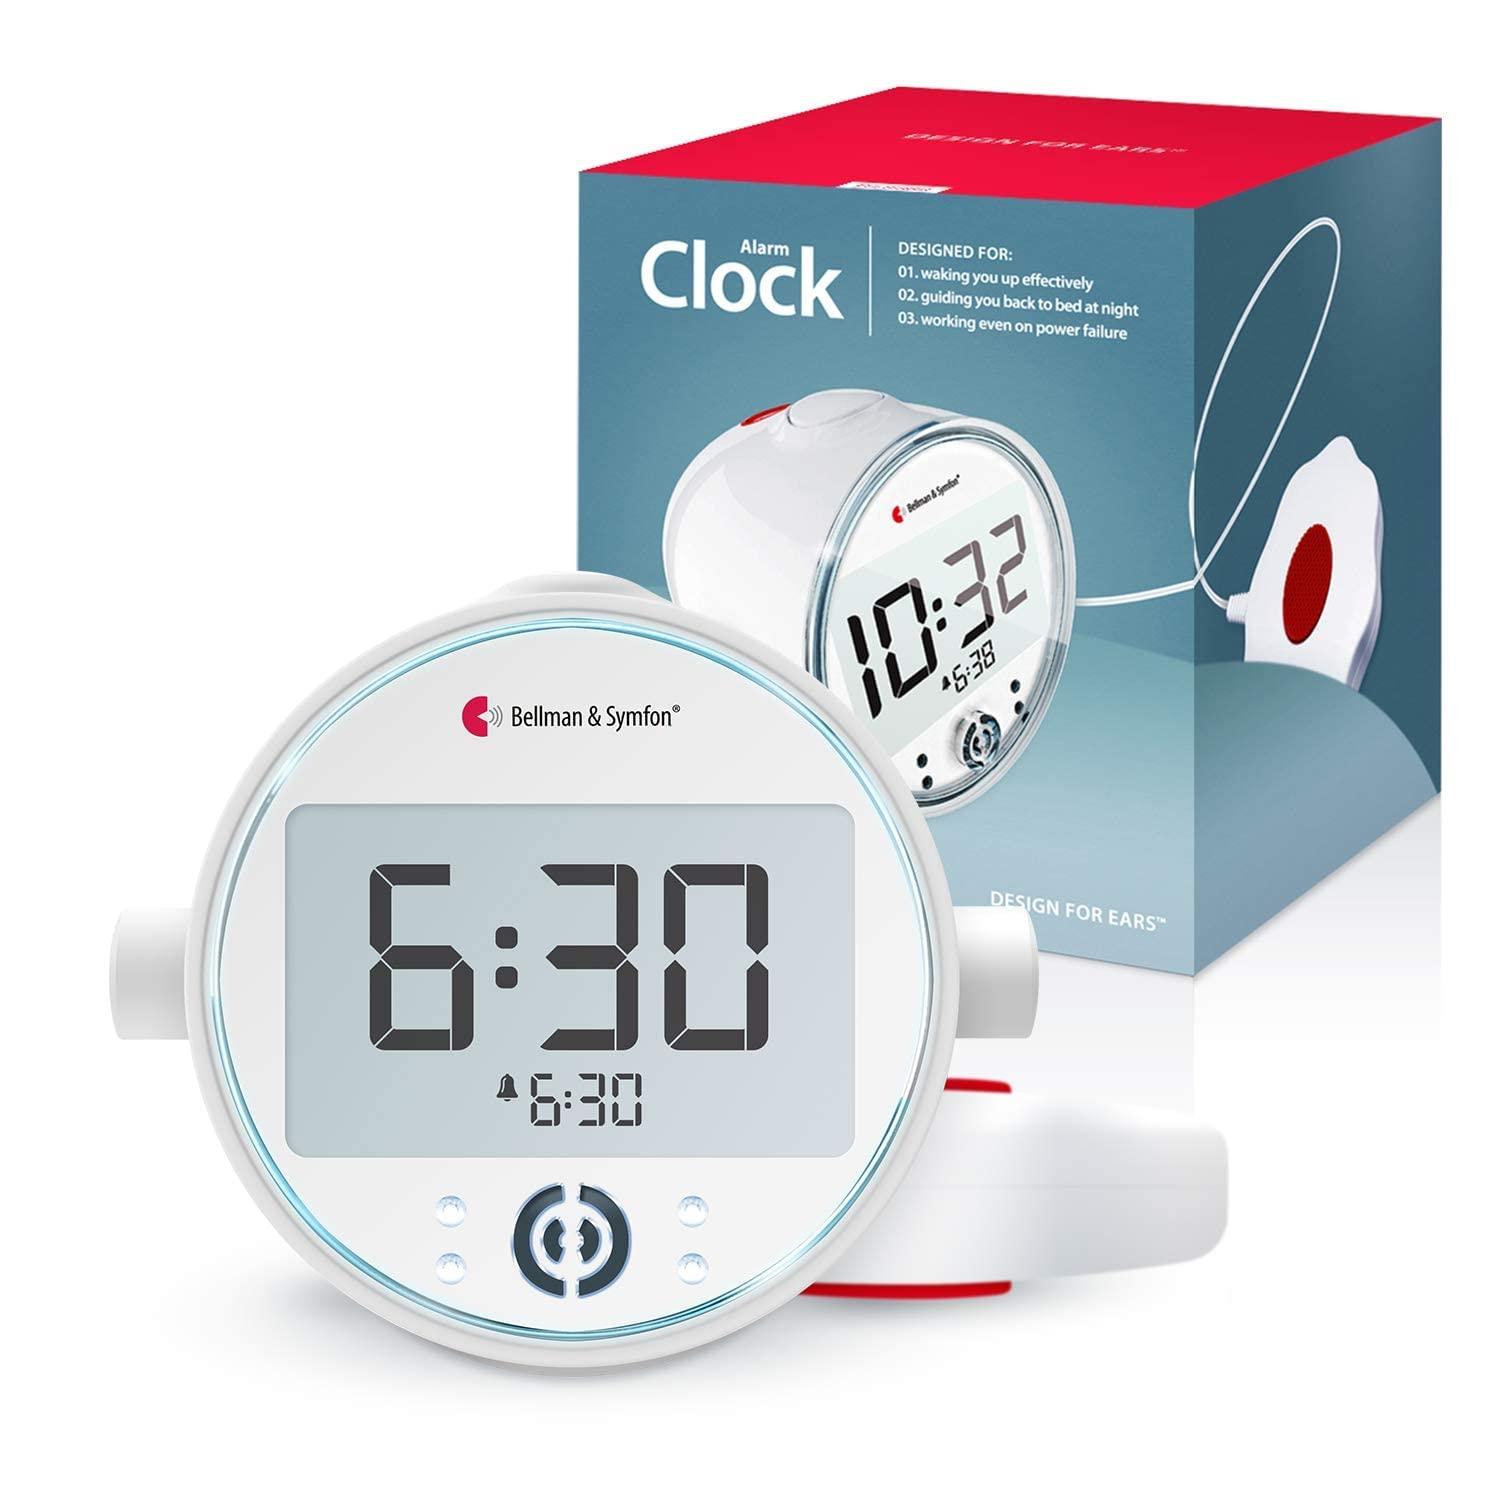 DESIGN FOR EARS™
Alarm
Clock
DESIGNED FOR:
01. waking you up effectively
02. guiding you back to bed at night
03. working even on power failure
Bellman & Symfon®
10:32
6:30
DESIGN FOR EARS™
Bellman & Symfon®
6:30
6:30